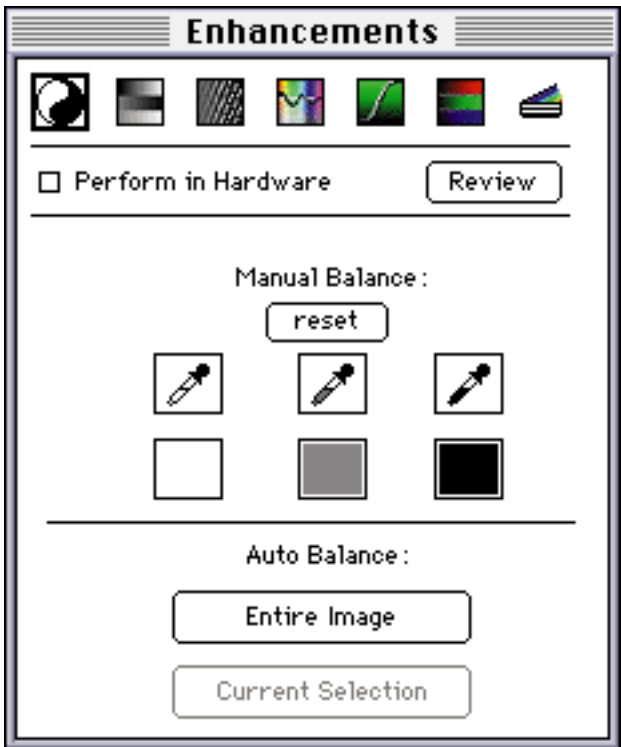 Enhancements
Perform in Hardware
Review
Manual Balance:
reset
Auto Balance:
Entire Image
Current Selection